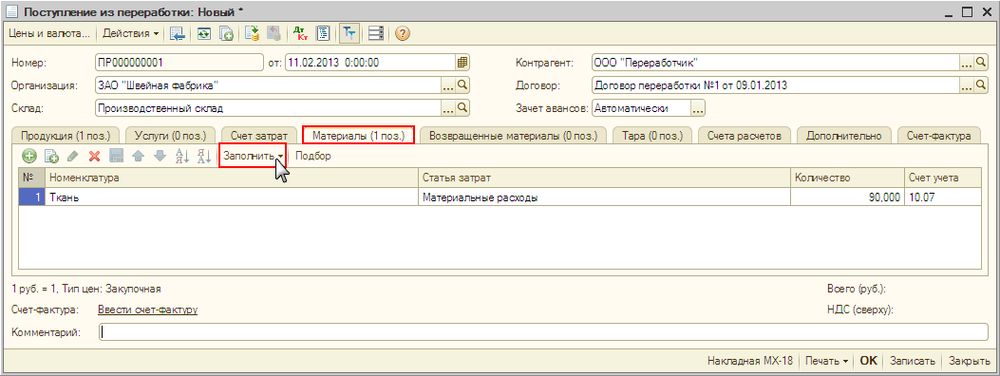 Поступление из переработки: Новый *
Цены и валюта... Действия
Дт Кт
Номер: ПР000000001 от: 11.02.2013 0:00:00 Контрагент: ООО "Переработчик"
Организация: ЗАО "Швейная фабрика" Договор: Договор переработки №1 от 09.01.2013
Склад: Производственный склад Зачет авансов: Автоматически
Продукция (1 поз.) Услуги (0 поз.) Счет затрат Материалы (1 поз.) Возвращенные материалы (0 поз.) Тара (0 поз.) Счета расчетов Дополнительно Счет-фактура
Заполнить Подбор
№ Номенклатура Статья затрат Количество Счет учета
1 Ткань Материальные расходы 90,000 10.07
1 руб. = 1, Тип цен: Закупочная Всего (руб.):
Счет-фактура: Ввести счет-фактуру НДС (сверху):
Комментарий:
Накладная МХ-18 Печать OK Записать Закрыть